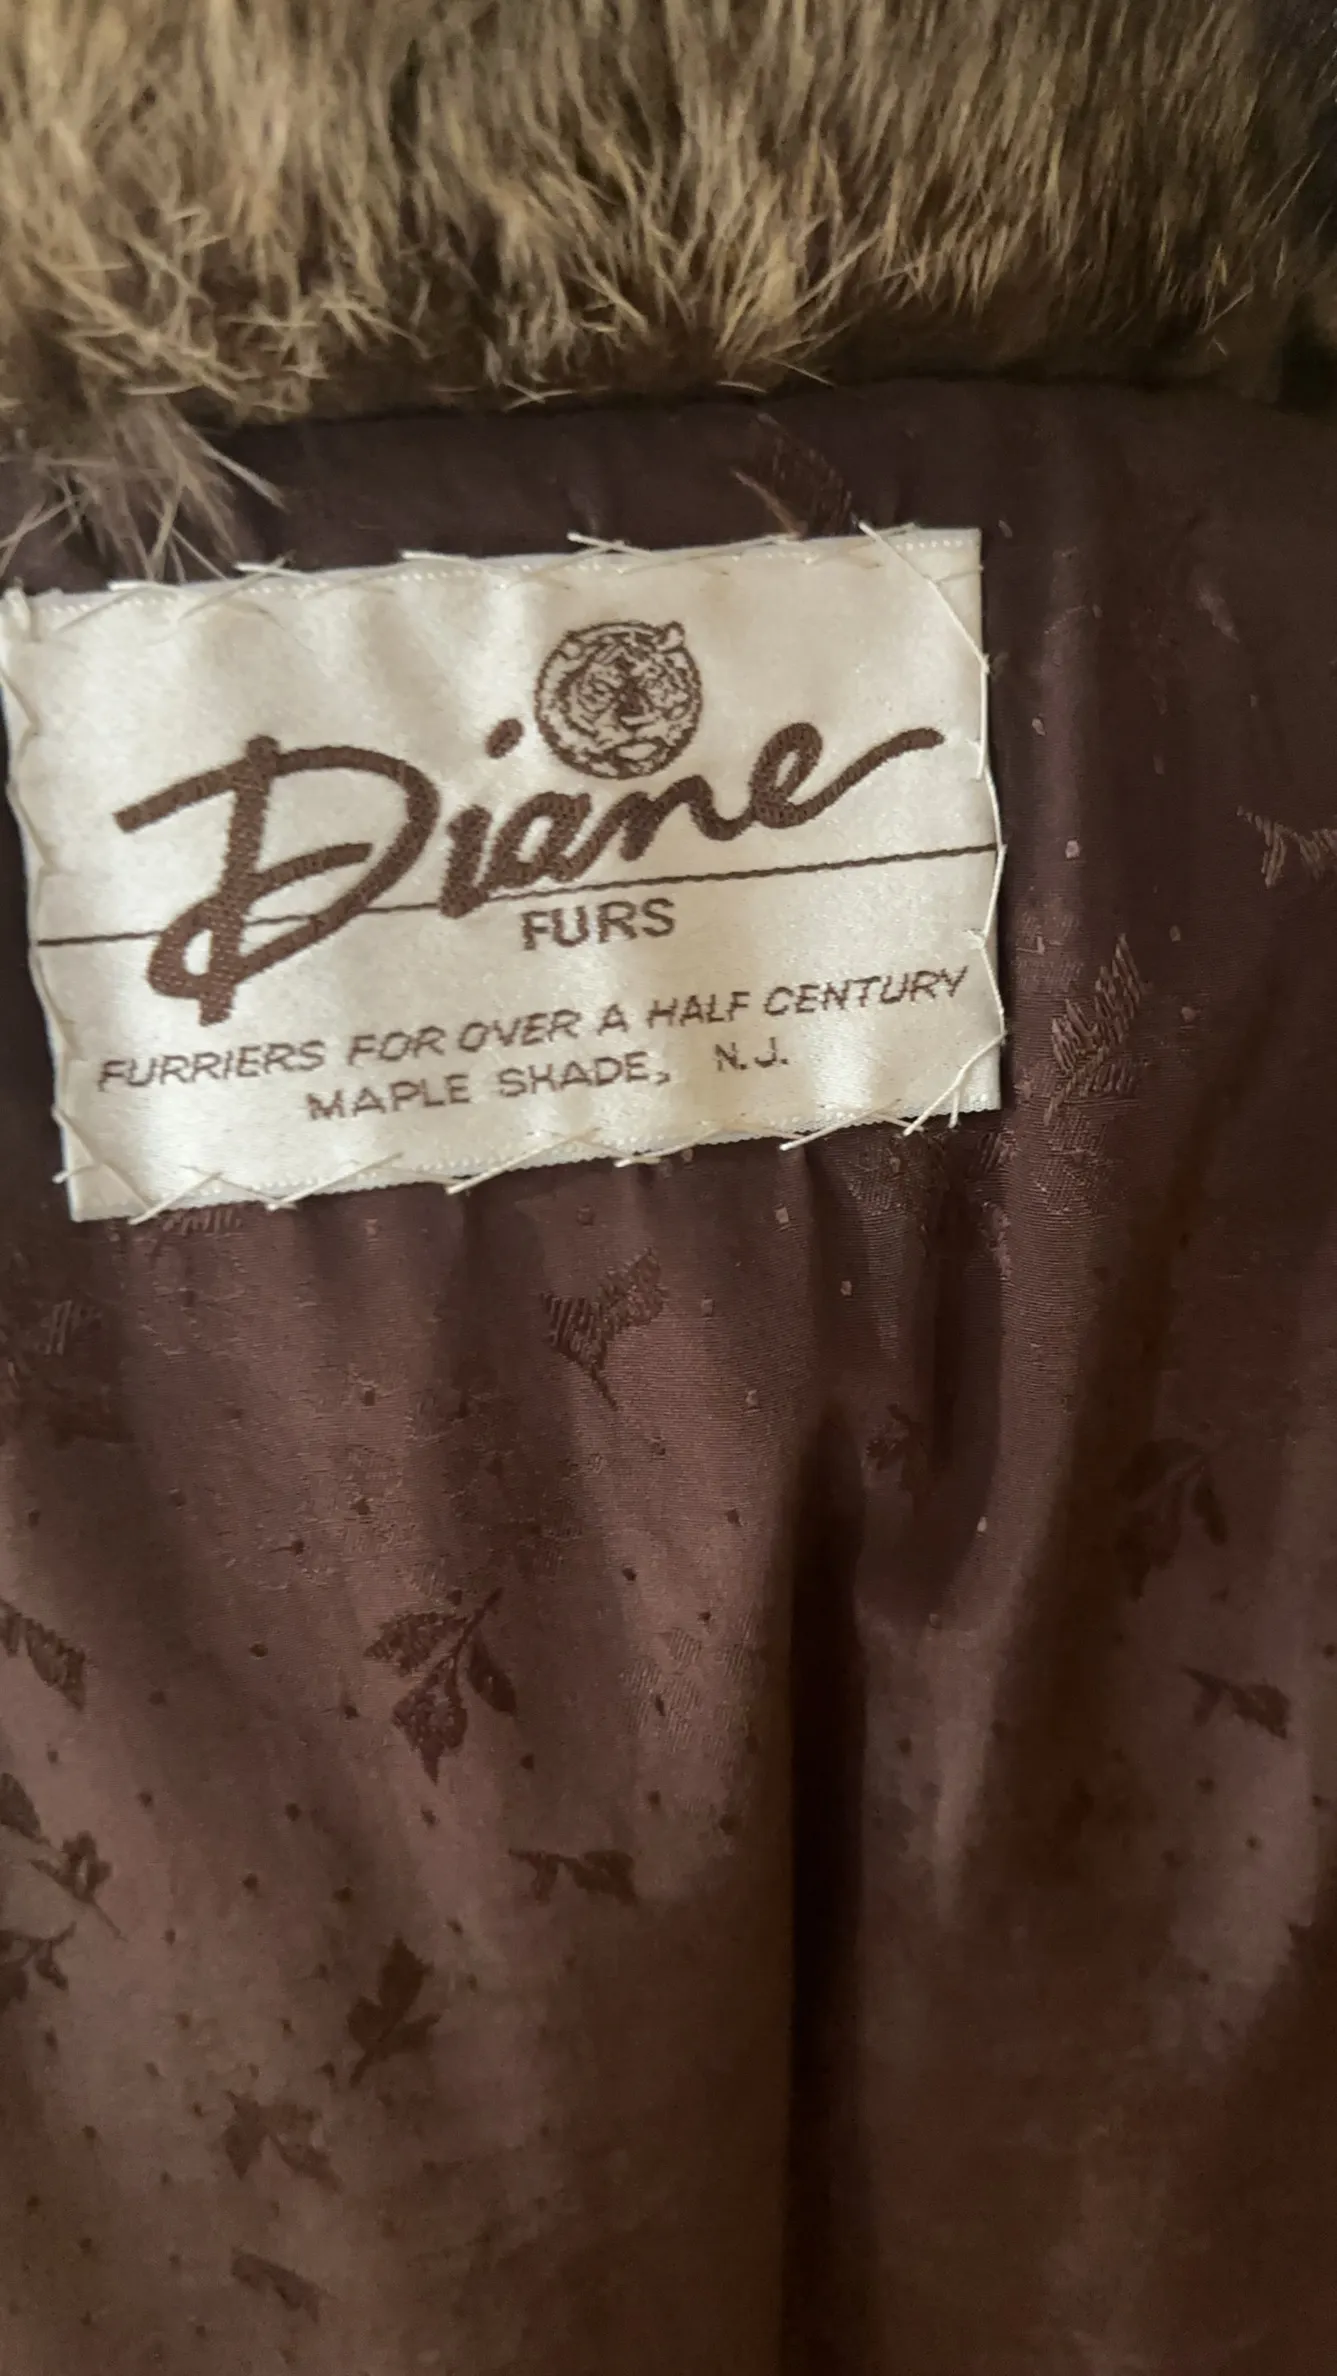 Diane
FURS
FURRIERS FOR OVER A HALF CENTURY
MAPLE SHADE, N.J.